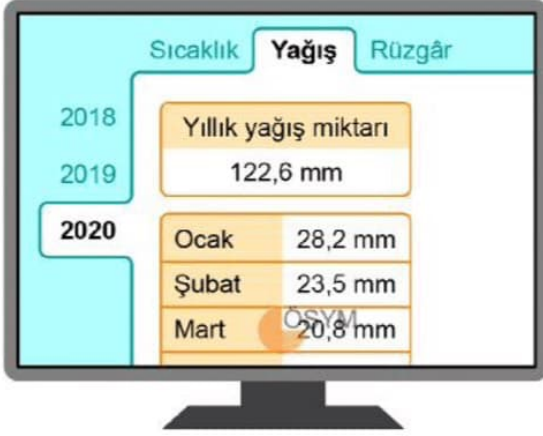 Sıcaklık Yağış Rüzgâr
2018
2019
2020
Yıllık yağış miktarı
122,6 mm
Ocak 28,2 mm
Şubat 23,5 mm
Mart 20,8 mm
ÖSYM